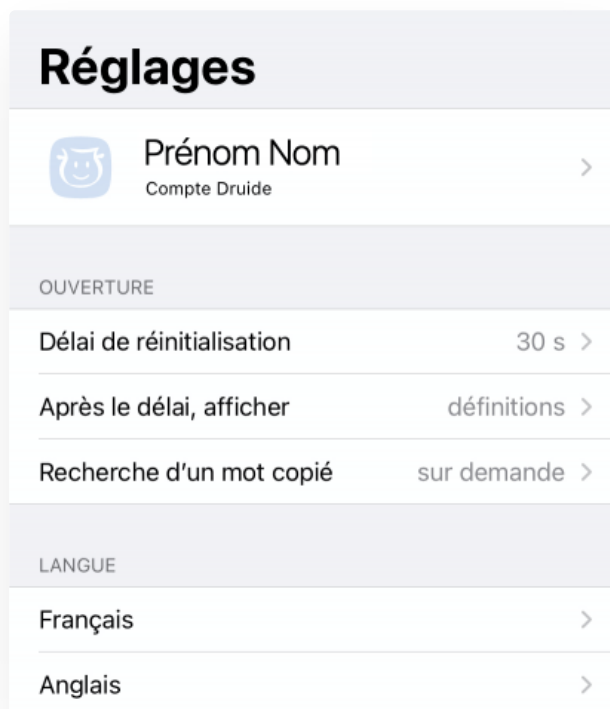 Réglages
Prénom Nom
Compte Druide
OUVERTURE
Délai de réinitialisation 30 s
Après le délai, afficher définitions
Recherche d’un mot copié sur demande
LANGUE
Français
Anglais